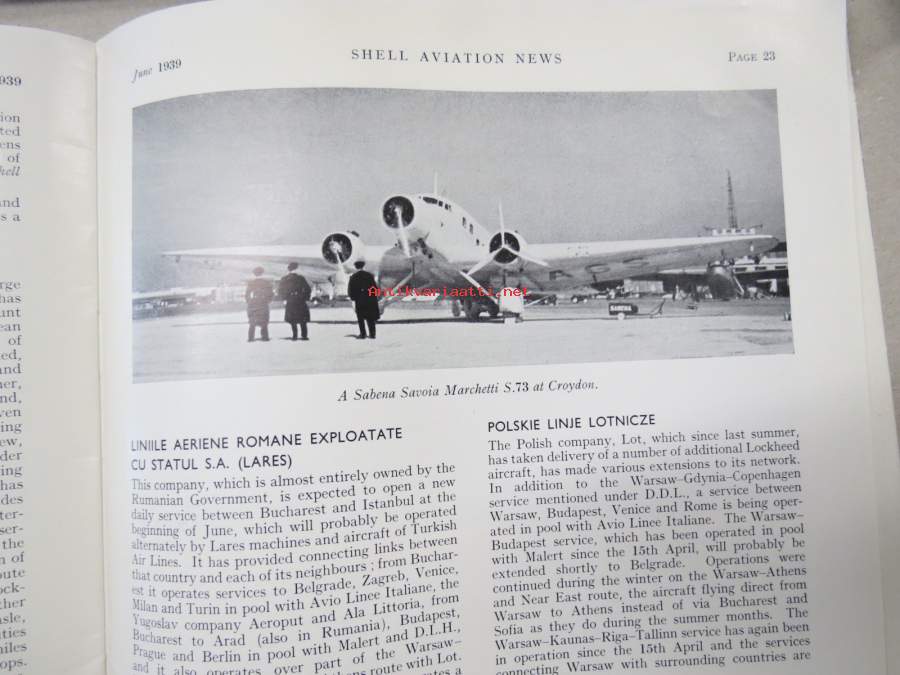 June 1939
SHELL AVIATION NEWS
PAGE 23
Antikvariaatti.net
SABENA
A Sabena Savoia Marchetti S.73 at Croydon.
LINIILE AERIENE ROMANE EXPLOATATE
CU STATUL S.A. (LARES)
This company, which is almost entirely owned by the
Rumanian Government, is expected to open a new
daily service between Bucharest and Istanbul at the
beginning of June, which will probably be operated
alternately by Lares machines and aircraft of Turkish
Air Lines. It has provided connecting links between
that country and each of its neighbours ; from Buchar-
est it operates services to Belgrade, Zagreb, Venice,
Milan and Turin in pool with Avio Linee Italiane, the
Yugoslav company Aeroput and Ala Littoria, from
Bucharest to Arad (also in Rumania), Budapest,
Prague and Berlin in pool with Malert and D.L.H.,
and it also operates over part of the Warsaw–
route with Lot.
POLSKIE LINJE LOTNICZE
The Polish company, Lot, which since last summer,
has taken delivery of a number of additional Lockheed
aircraft, has made various extensions to its network.
In addition to the Warsaw–Gdynia–Copenhagen
service mentioned under D.D.L., a service between
Warsaw, Budapest, Venice and Rome is being oper-
ated in pool with Avio Linee Italiane. The Warsaw–
Budapest service, which has been operated in pool
with Malert since the 15th April, will probably be
extended shortly to Belgrade. Operations were
continued during the winter on the Warsaw–Athens
and Near East route, the aircraft flying direct from
Warsaw to Athens instead of via Bucharest and
Sofia as they do during the summer months. The
Warsaw–Kaunas–Riga–Tallinn service has again been
in operation since the 15th April and the services
connecting Warsaw with surrounding countries are